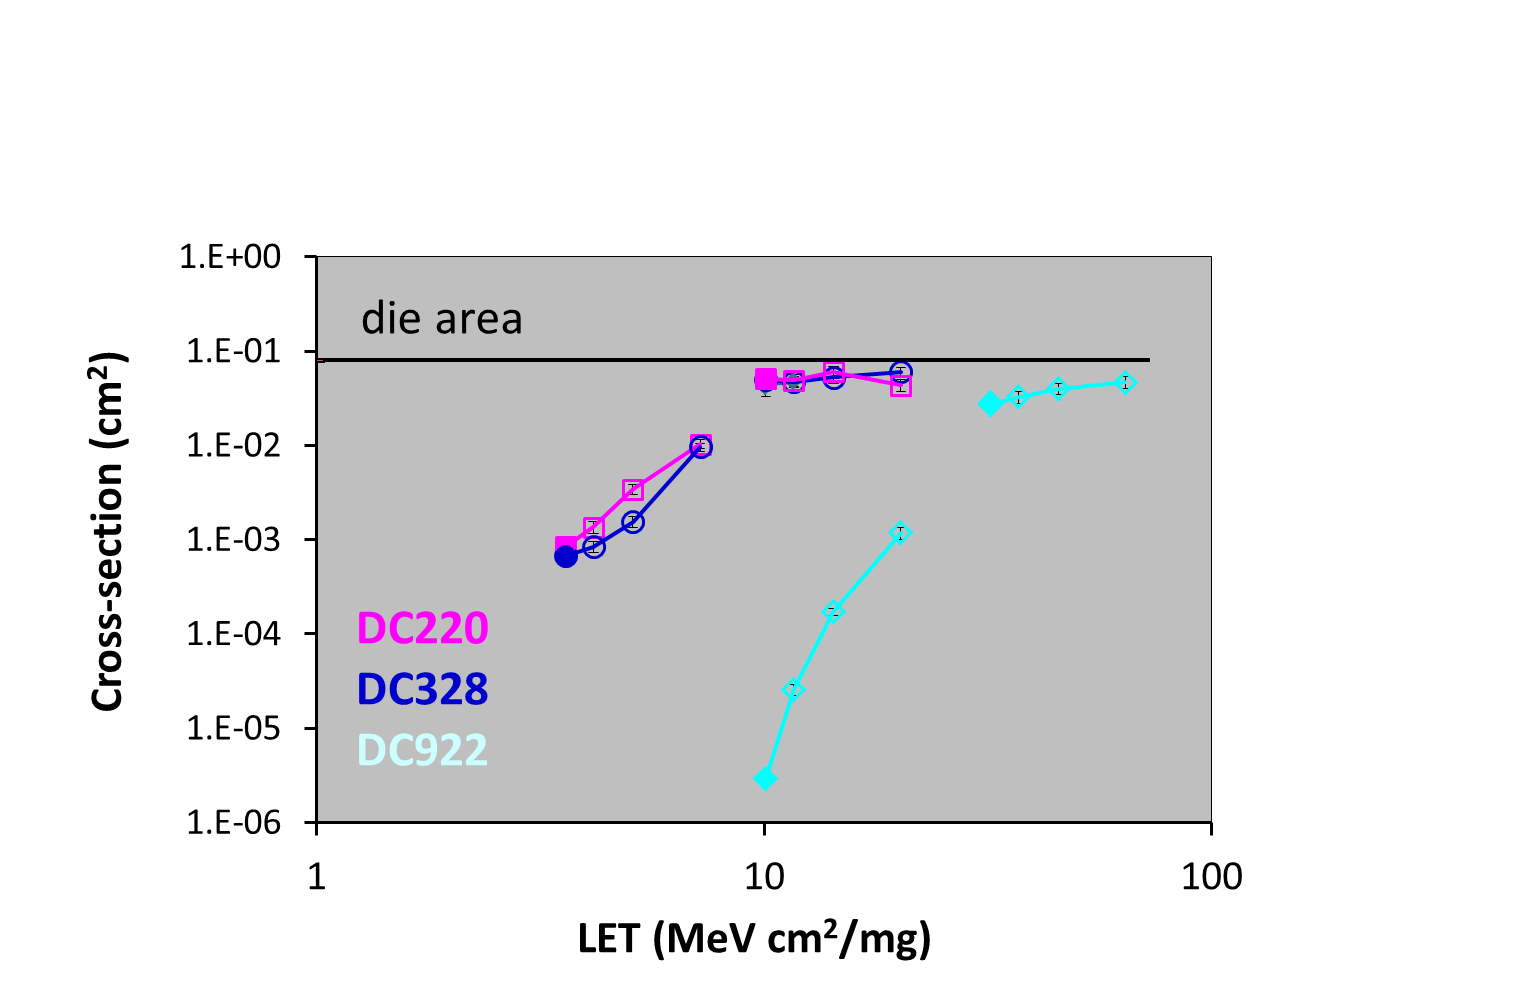 1.E+00
die area
1.E-01
1.E-02
1.E-03
DC220
1.E-04
DC328
1.E-05
DC922
1.E-06
Cross-section (cm²)
1 10 100
LET (MeV cm²/mg)